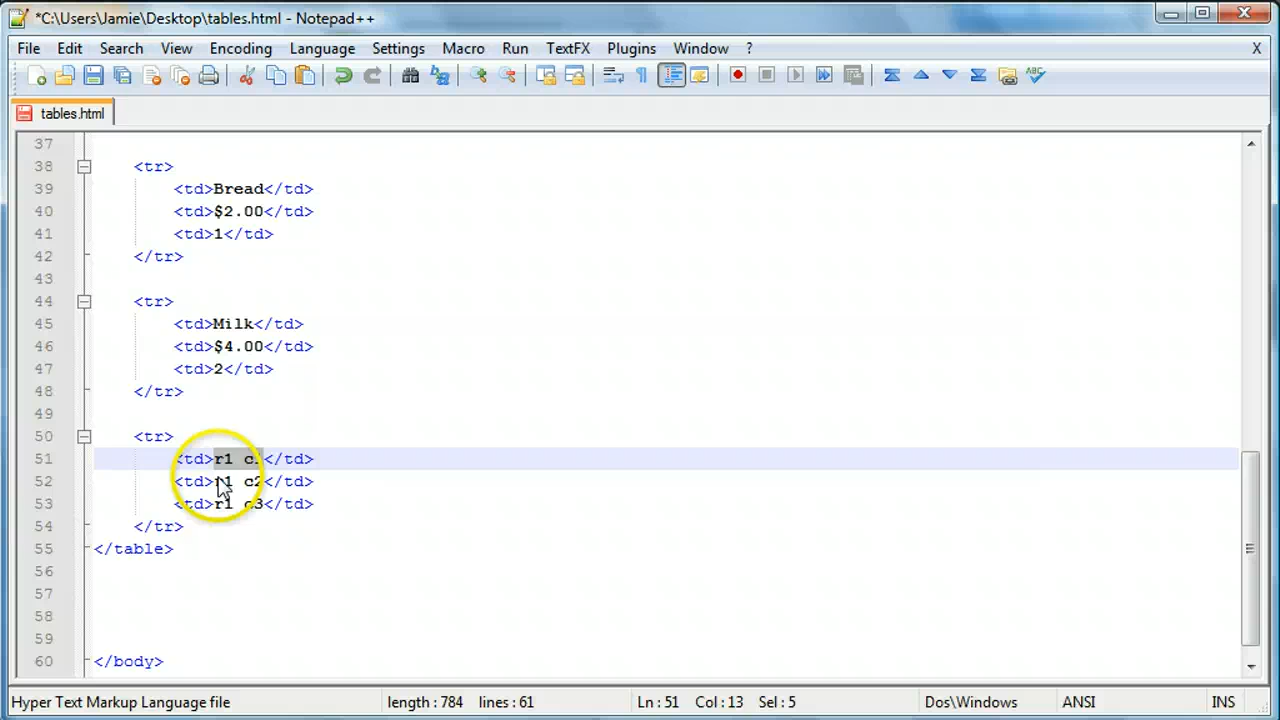 *C:\Users\Jamie\Desktop\tables.html - Notepad++
File Edit Search View Encoding Language Settings Macro Run TextFX Plugins Window ? X
tables.html
37
38 <tr>
39 <td>Bread</td>
40 <td>$2.00</td>
41 <td>1</td>
42 </tr>
43
44 <tr>
45 <td>Milk</td>
46 <td>$4.00</td>
47 <td>2</td>
48 </tr>
49
50 <tr>
51 <td>r1 c1</td>
52 <td>r1 c2</td>
53 <td>r1 c3</td>
54 </tr>
55 </table>
56
57
58
59
60 </body>
Hyper Text Markup Language file length : 784 lines : 61 Ln : 51 Col : 13 Sel : 5 Dos\Windows ANSI INS